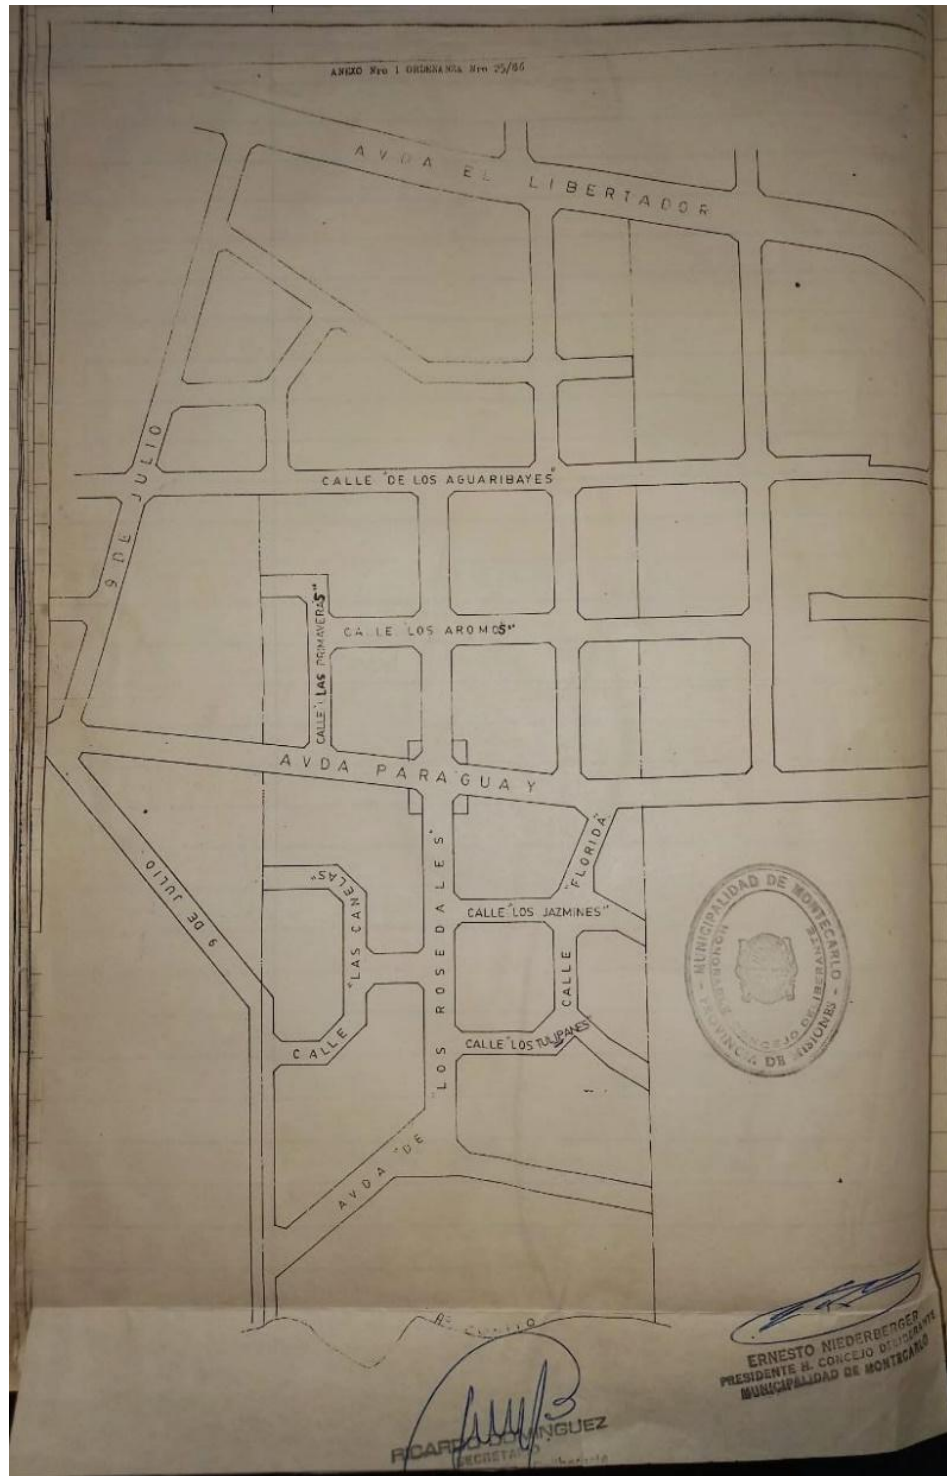 ANEXO Nro 1 ORDENANZA Nro 25/86
AVDA EL LIBERTADOR
9 DE JULIO
CALLE "DE LOS AGUARIBAYES"
CALLE "LAS PRIMAVERAS"
CALLE "LOS AROMOS"
AVDA PARAGUAY
9 DE JULIO
CALLE "LAS CANELAS"
AVDA "DE LOS ROSEDALES"
CALLE "FLORIDA"
CALLE "LOS JAZMINES"
CALLE "LOS TULIPANES"
MUNICIPALIDAD DE MONTECARLO
PROVINCIA DE MISIONES
HONORABLE CONCEJO DELIBERANTE
ERNESTO NIEDERBERGER
PRESIDENTE H. CONCEJO DELIBERANTE
MUNICIPALIDAD DE MONTECARLO
RICARDO DOMINGUEZ
SECRETARIO